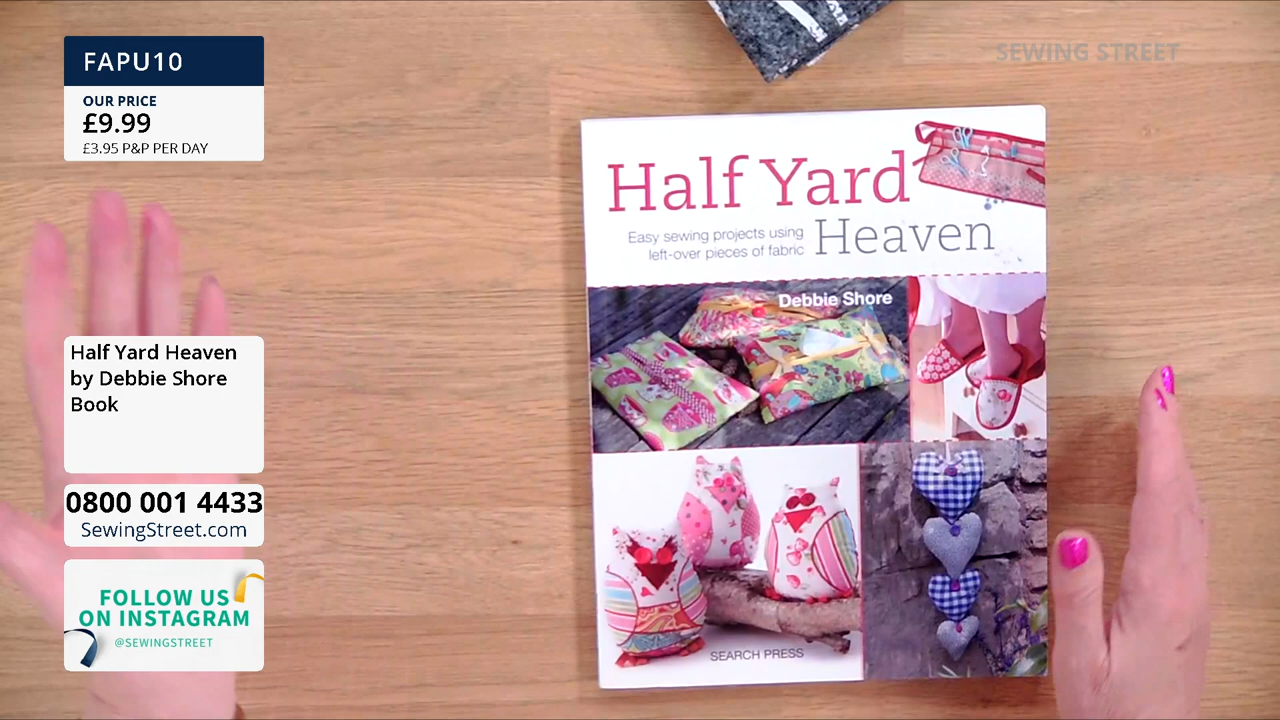 FAPU10
OUR PRICE
£9.99
£3.95 P&P PER DAY
SEWING STREET
Half Yard
Easy sewing projects using
left-over pieces of fabric
Heaven
Debbie Shore
SEARCH PRESS
Half Yard Heaven
by Debbie Shore
Book
0800 001 4433
SewingStreet.com
FOLLOW US
ON INSTAGRAM
@SEWINGSTREET